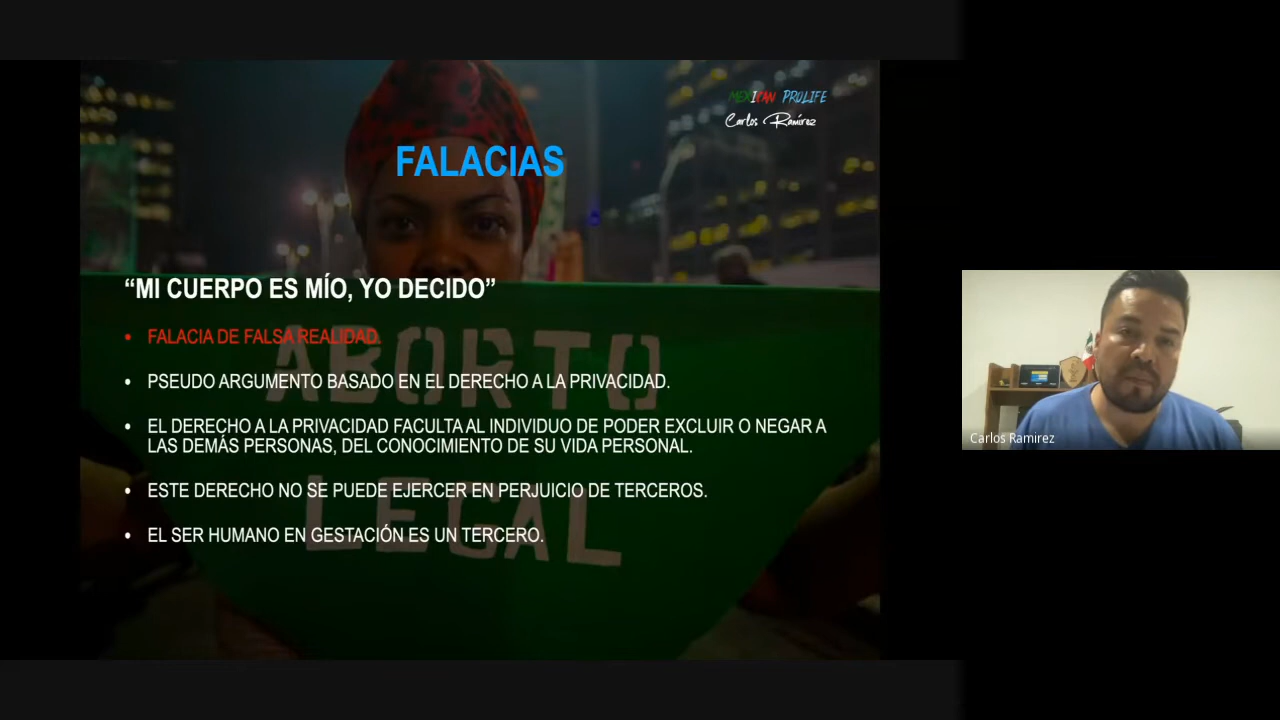 MEXICAN PROLIFE
Carlos Ramírez
FALACIAS
“MI CUERPO ES MÍO, YO DECIDO”
• FALACIA DE FALSA REALIDAD.
• PSEUDO ARGUMENTO BASADO EN EL DERECHO A LA PRIVACIDAD.
• EL DERECHO A LA PRIVACIDAD FACULTA AL INDIVIDUO DE PODER EXCLUIR O NEGAR A
LAS DEMÁS PERSONAS, DEL CONOCIMIENTO DE SU VIDA PERSONAL.
• ESTE DERECHO NO SE PUEDE EJERCER EN PERJUICIO DE TERCEROS.
• EL SER HUMANO EN GESTACIÓN ES UN TERCERO.
ABORTO
LEGAL
Carlos Ramirez